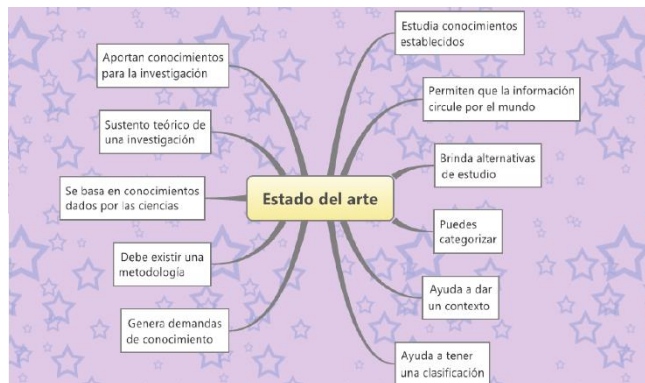 Estado del arte
Aportan conocimientos
para la investigación
Sustento teórico de
una investigación
Se basa en conocimientos
dados por las ciencias
Debe existir una
metodología
Genera demandas
de conocimiento
Estudia conocimientos
establecidos
Permiten que la información
circule por el mundo
Brinda alternativas
de estudio
Puedes
categorizar
Ayuda a dar
un contexto
Ayuda a tener
una clasificación